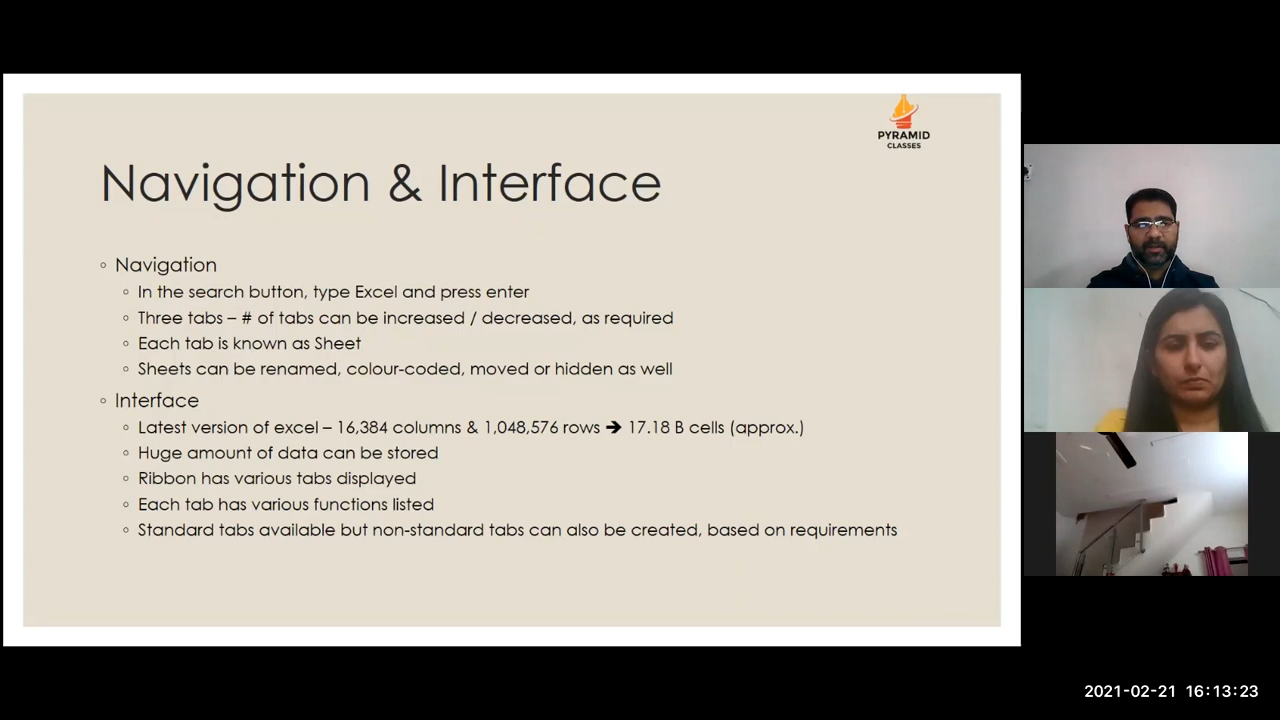 PYRAMID
CLASSES
Navigation & Interface
Navigation
In the search button, type Excel and press enter
Three tabs – # of tabs can be increased / decreased, as required
Each tab is known as Sheet
Sheets can be renamed, colour-coded, moved or hidden as well
Interface
Latest version of excel – 16,384 columns & 1,048,576 rows ➔ 17.18 B cells (approx.)
Huge amount of data can be stored
Ribbon has various tabs displayed
Each tab has various functions listed
Standard tabs available but non-standard tabs can also be created, based on requirements
2021-02-21 16:13:23